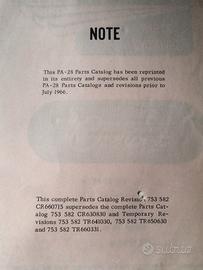 NOTE
This PA-28 Parts Catalog has been reprinted
in its entirety and supersedes all previous
PA-28 Parts Catalogs and revisions prior to
July 1966.
This complete Parts Catalog Revision 753 582
CR660715 supersedes the complete Parts Cat-
alog 753 582 CR630830 and Temporary Re-
visions 753 582 TR641030, 753 582 TR650630
and 753 582 TR660331.
subito